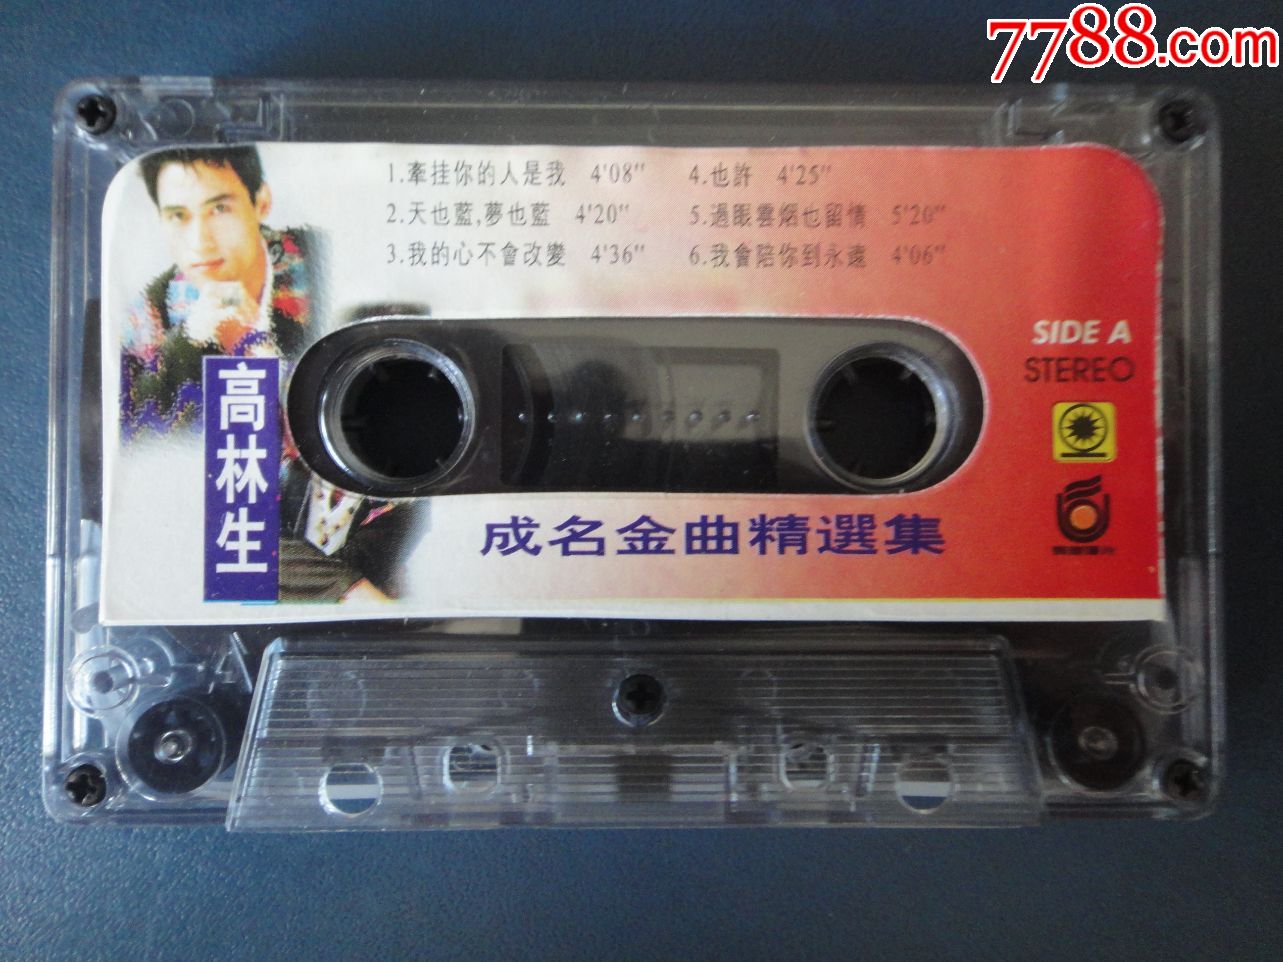 7788.com
1.牽挂你的人是我 4'08"
2.天也藍,夢也藍 4'20"
3.我的心不會改變 4'36"
4.也許 4'25"
5.過眼雲烟也留情 5'20"
6.我會陪你到永遠 4'06"
SIDE A
STEREO
高林生
成名金曲精選集
A